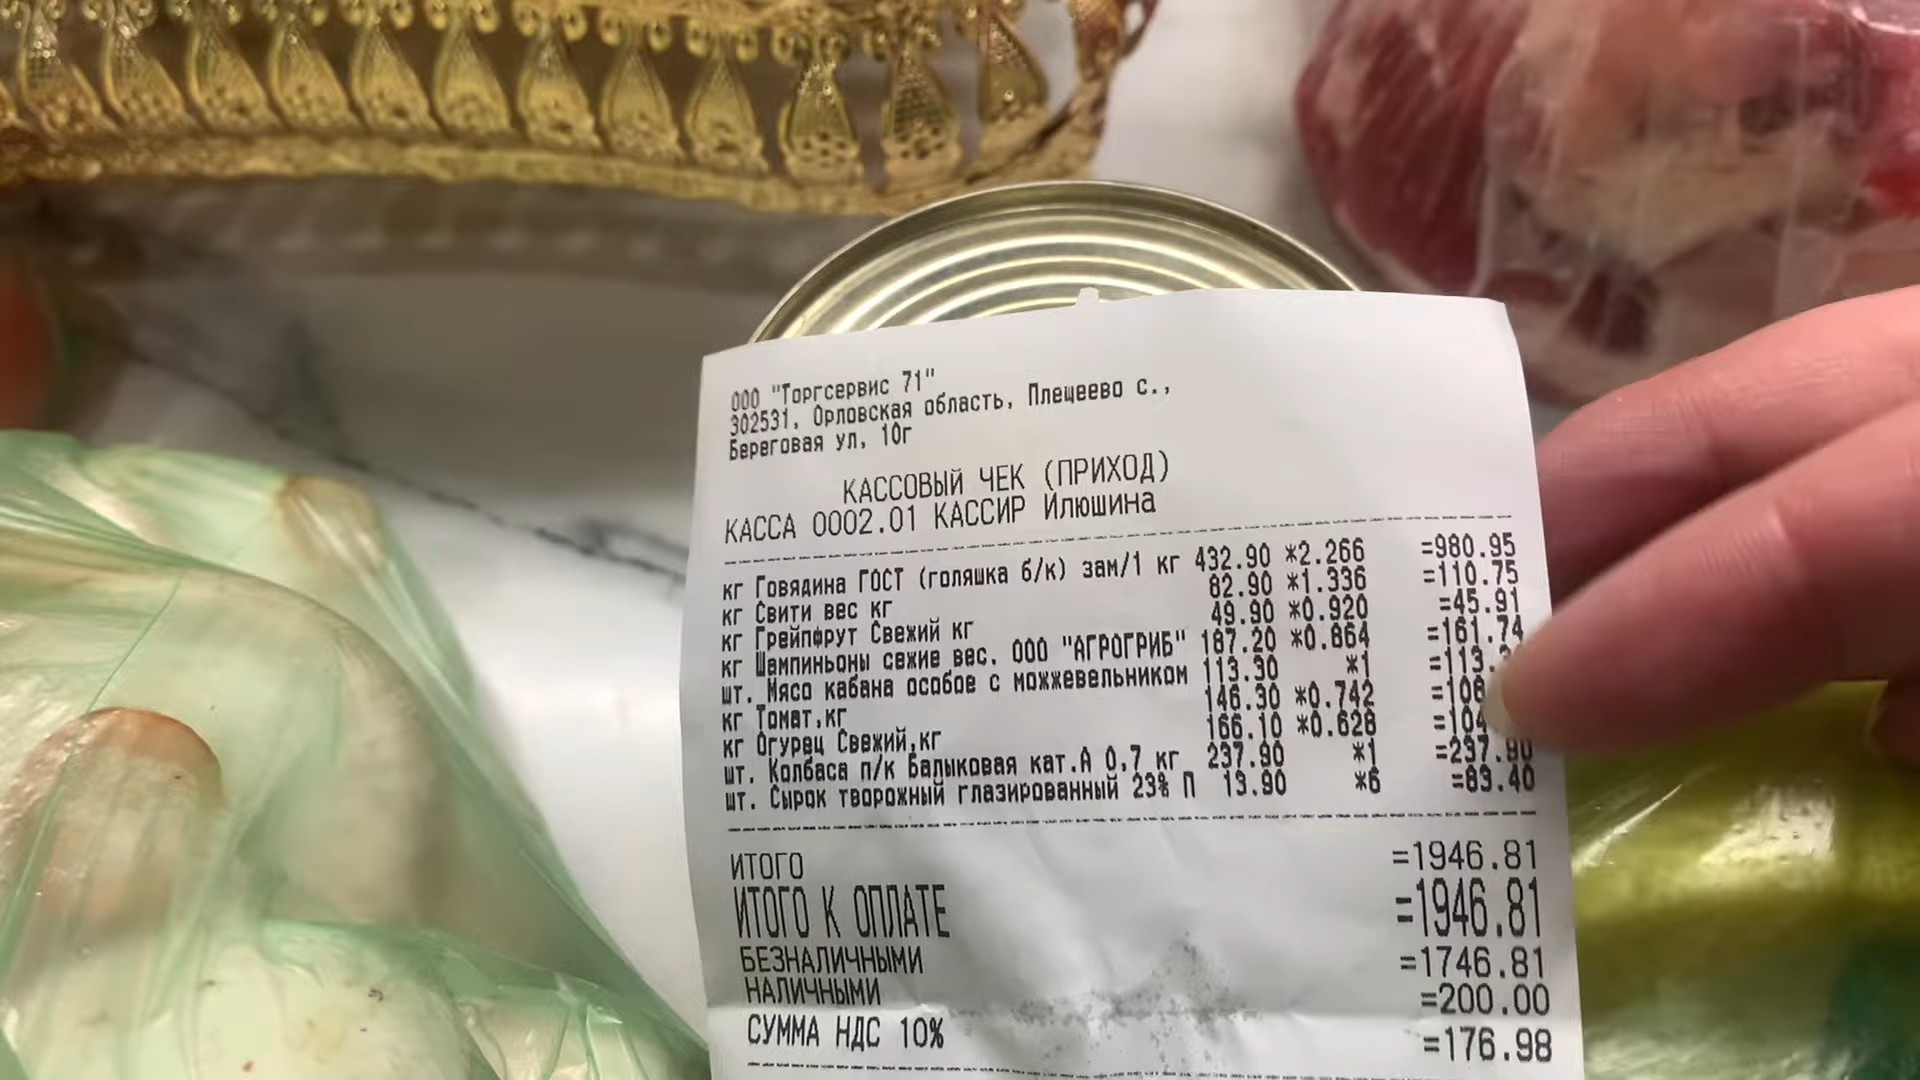 ООО "Торгсервис 71"
302531, Орловская область, Плещеево с.,
Береговая ул, 10г
КАССОВЫЙ ЧЕК (ПРИХОД)
КАССА 0002.01 КАССИР Илюшина
кг Говядина ГОСТ (голяшка б/к) зам/1 кг 432.90 *2.266 =980.95
кг Свити вес кг 82.90 *1.336 =110.75
кг Грейпфрут Свежий кг 49.90 *0.920 =45.91
кг Шампиньоны свжие вес. ООО "АГРОГРИБ" 187.20 *0.864 =161.74
шт. Мясо кабана особое с можжевельником 113.30 *1 =113.
кг Томат,кг 146.30 *0.742 =108
кг Огурец Свежий,кг 166.10 *0.628 =104
шт. Колбаса п/к Балыковая кат.А 0,7 кг 237.90 *1 =237.90
шт. Сырок творожный глазированный 23% П 13.90 *6 =83.40
ИТОГО =1946.81
ИТОГО К ОПЛАТЕ =1946.81
БЕЗНАЛИЧНЫМИ =1746.81
НАЛИЧНЫМИ =200.00
СУММА НДС 10% =176.98